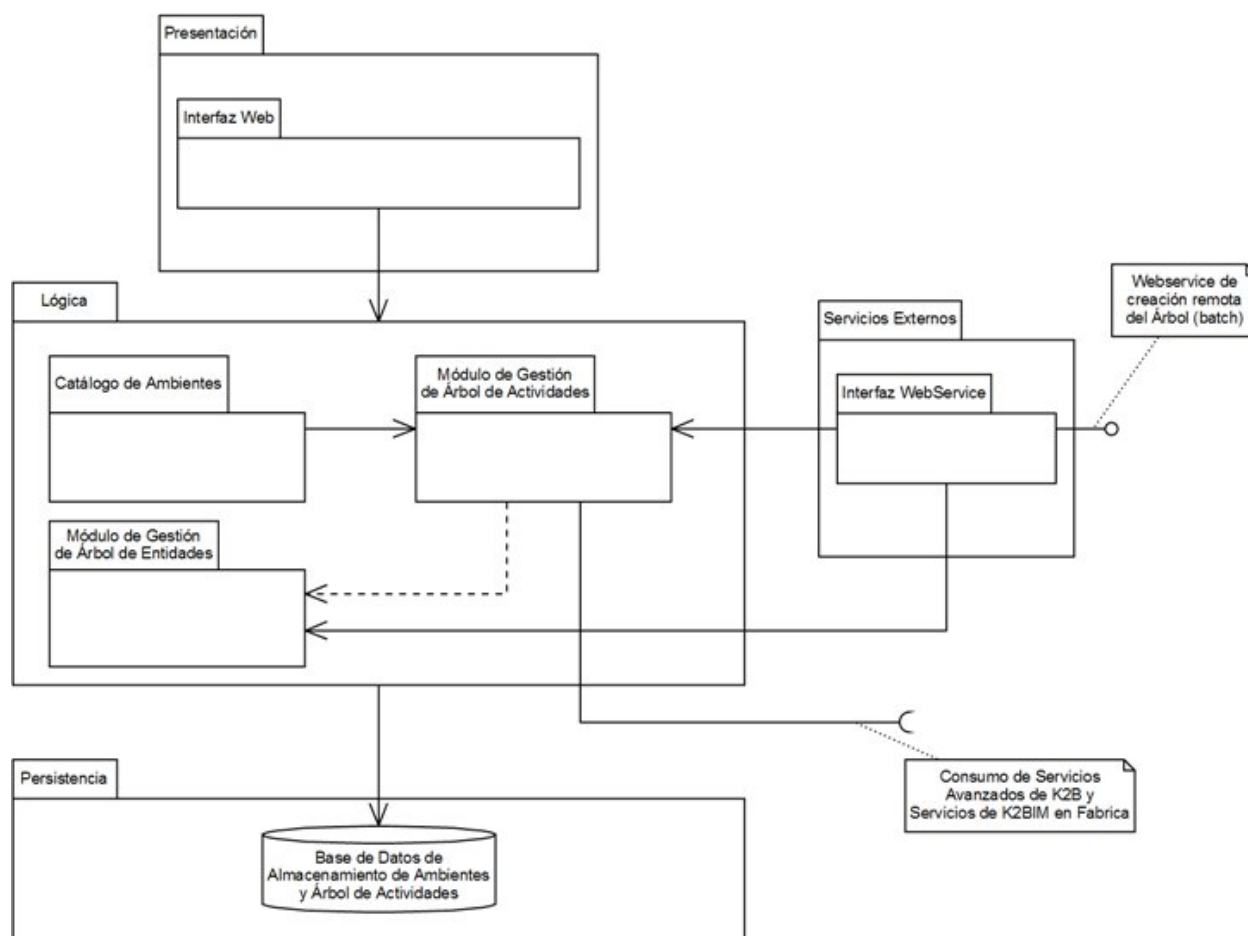 Presentación
Interfaz Web
Lógica
Servicios Externos
Webservice de
creación remota
del Árbol (batch)
Catálogo de Ambientes
Módulo de Gestión
de Árbol de Actividades
Interfaz WebService
Módulo de Gestión
de Árbol de Entidades
Persistencia
Consumo de Servicios
Avanzados de K2B y
Servicios de K2BIM en Fabrica
Base de Datos de
Almacenamiento de Ambientes
y Árbol de Actividades